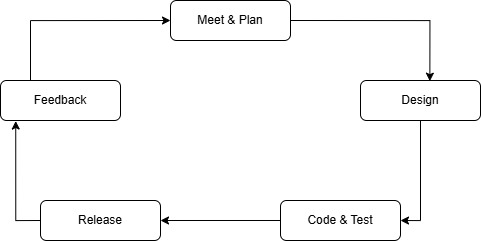 Meet & Plan
Feedback
Design
Release
Code & Test